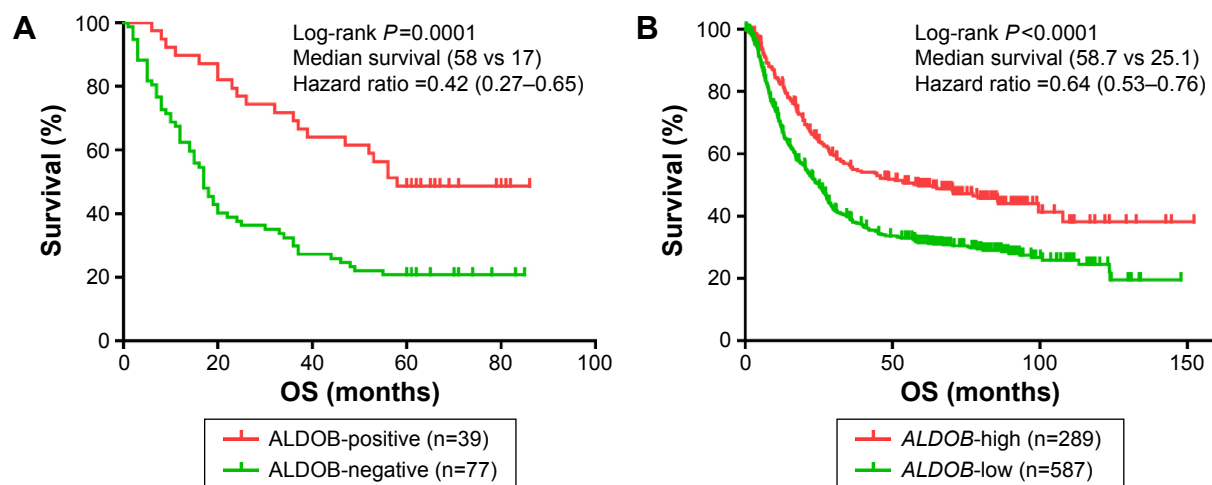 A
Log-rank P=0.0001
Median survival (58 vs 17)
Hazard ratio =0.42 (0.27–0.65)
Survival (%)
100
80
60
40
20
0
0 20 40 60 80 100
OS (months)
ALDOB-positive (n=39)
ALDOB-negative (n=77)
B
Log-rank P<0.0001
Median survival (58.7 vs 25.1)
Hazard ratio =0.64 (0.53–0.76)
Survival (%)
100
80
60
40
20
0
0 50 100 150
OS (months)
ALDOB-high (n=289)
ALDOB-low (n=587)